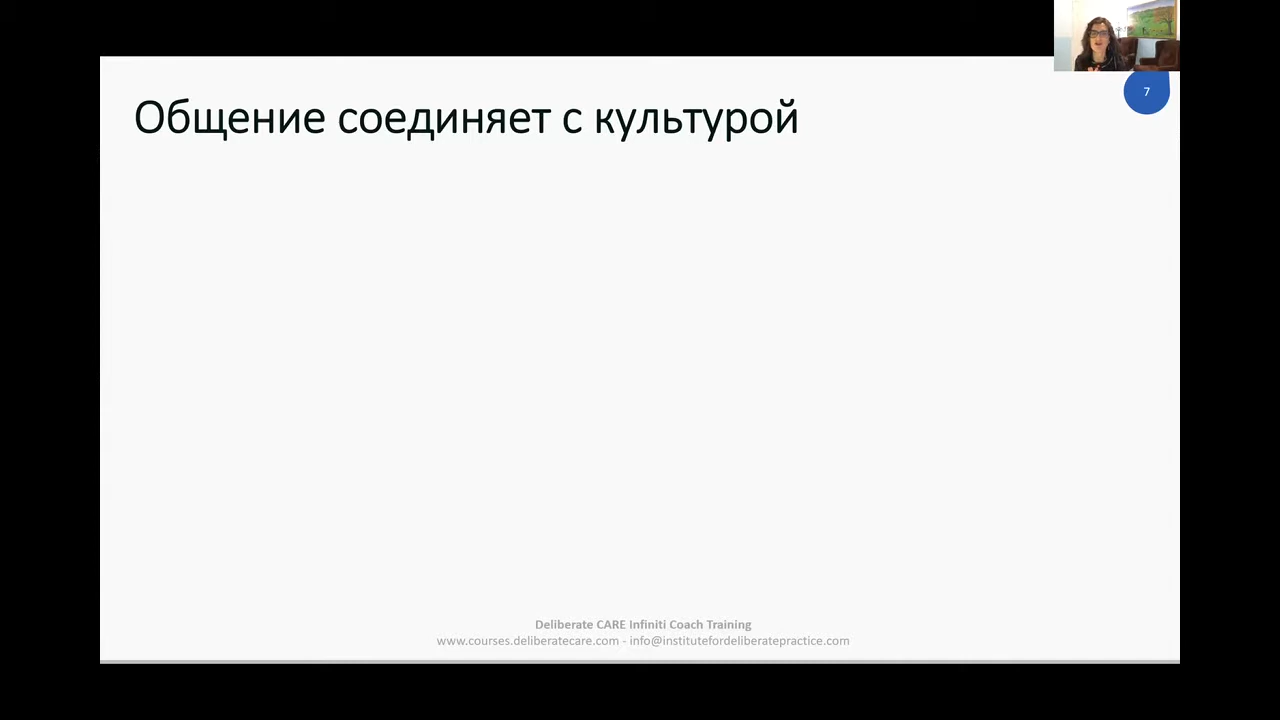 Общение соединяет с культурой
7
Deliberate CARE Infiniti Coach Training
www.courses.deliberatecare.com - info@institutefordeliberatepractice.com